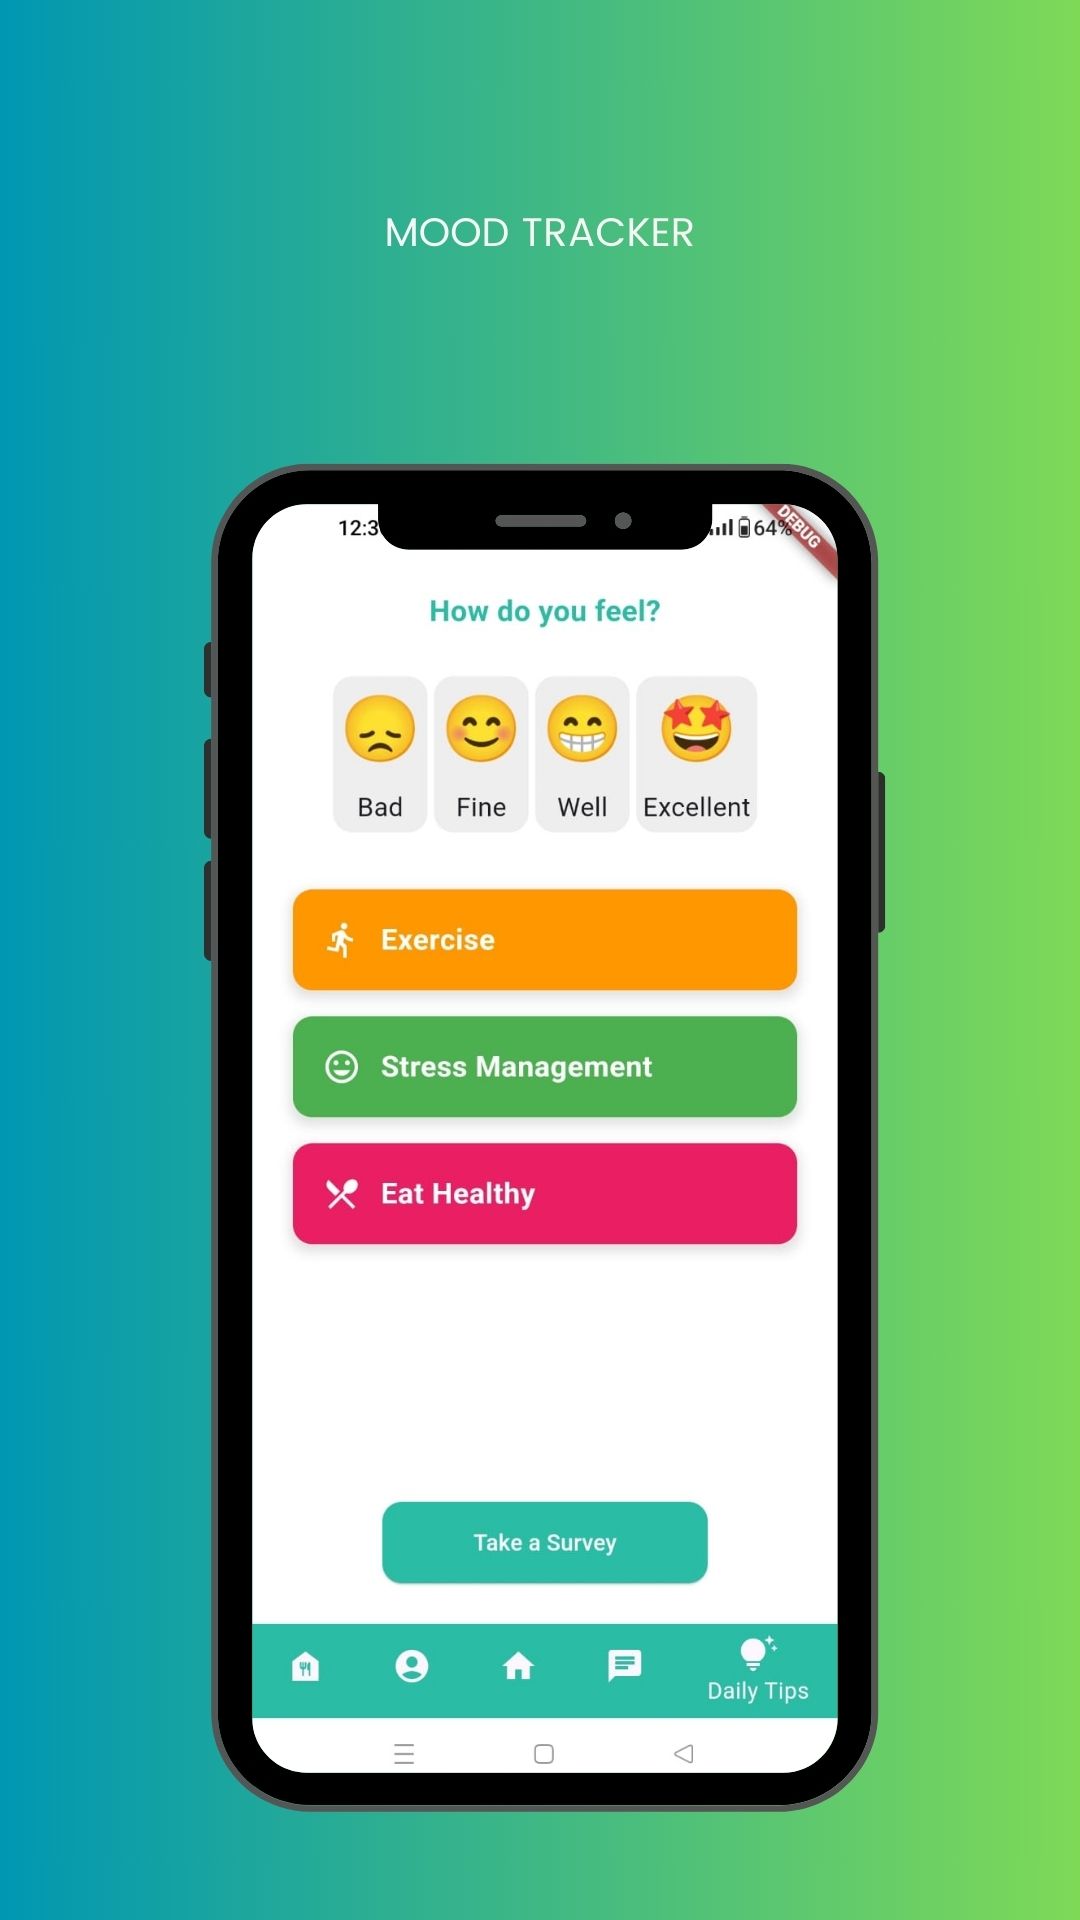 MOOD TRACKER
12:3
64%
DEBUG
How do you feel?
Bad Fine Well Excellent
Exercise
Stress Management
Eat Healthy
Take a Survey
Daily Tips